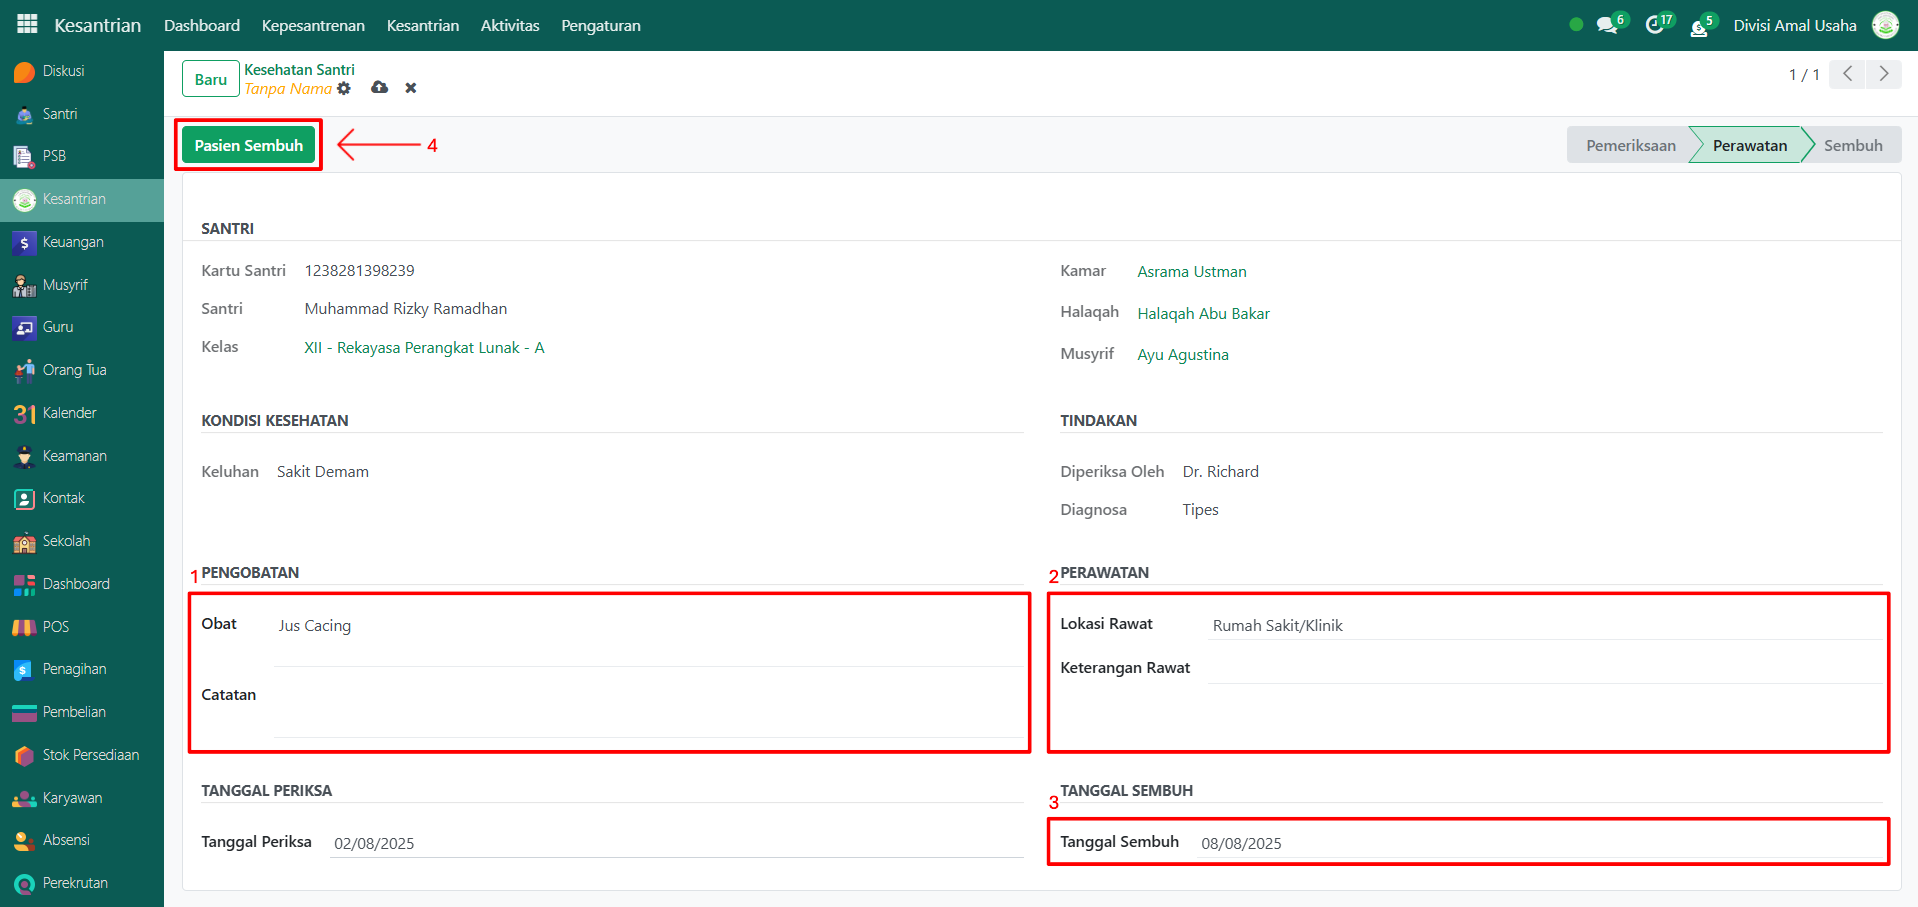 Kesantrian Dashboard Kepesantrenan Kesantrian Aktivitas Pengaturan 6 17 5 Divisi Amal Usaha
Diskusi
Santri
PSB
Kesantrian
Keuangan
Musyrif
Guru
Orang Tua
31 Kalender
Keamanan
Kontak
Sekolah
Dashboard
POS
Penagihan
Pembelian
Stok Persediaan
Karyawan
Absensi
Perekrutan
Baru Kesehatan Santri
Tanpa Nama
1 / 1
Pasien Sembuh 4
Pemeriksaan Perawatan Sembuh
SANTRI
Kartu Santri 1238281398239
Santri Muhammad Rizky Ramadhan
Kelas XII - Rekayasa Perangkat Lunak - A
Kamar Asrama Ustman
Halaqah Halaqah Abu Bakar
Musyrif Ayu Agustina
KONDISI KESEHATAN
Keluhan Sakit Demam
TINDAKAN
Diperiksa Oleh Dr. Richard
Diagnosa Tipes
1 PENGOBATAN
Obat Jus Cacing
Catatan
2 PERAWATAN
Lokasi Rawat Rumah Sakit/Klinik
Keterangan Rawat
TANGGAL PERIKSA
Tanggal Periksa 02/08/2025
3 TANGGAL SEMBUH
Tanggal Sembuh 08/08/2025